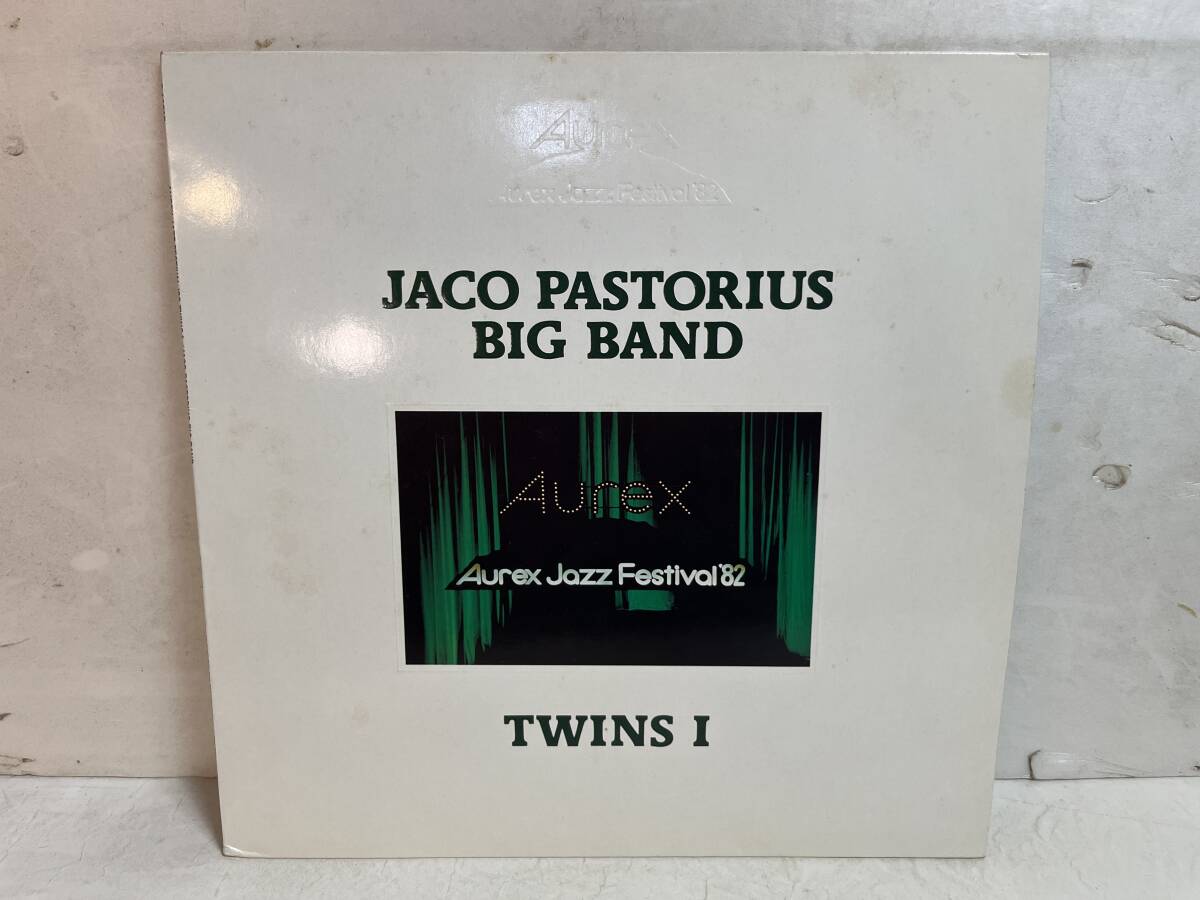 Aurex
Aurex Jazz Festival'82
JACO PASTORIUS
BIG BAND
Aurex
Aurex Jazz Festival'82
TWINS I